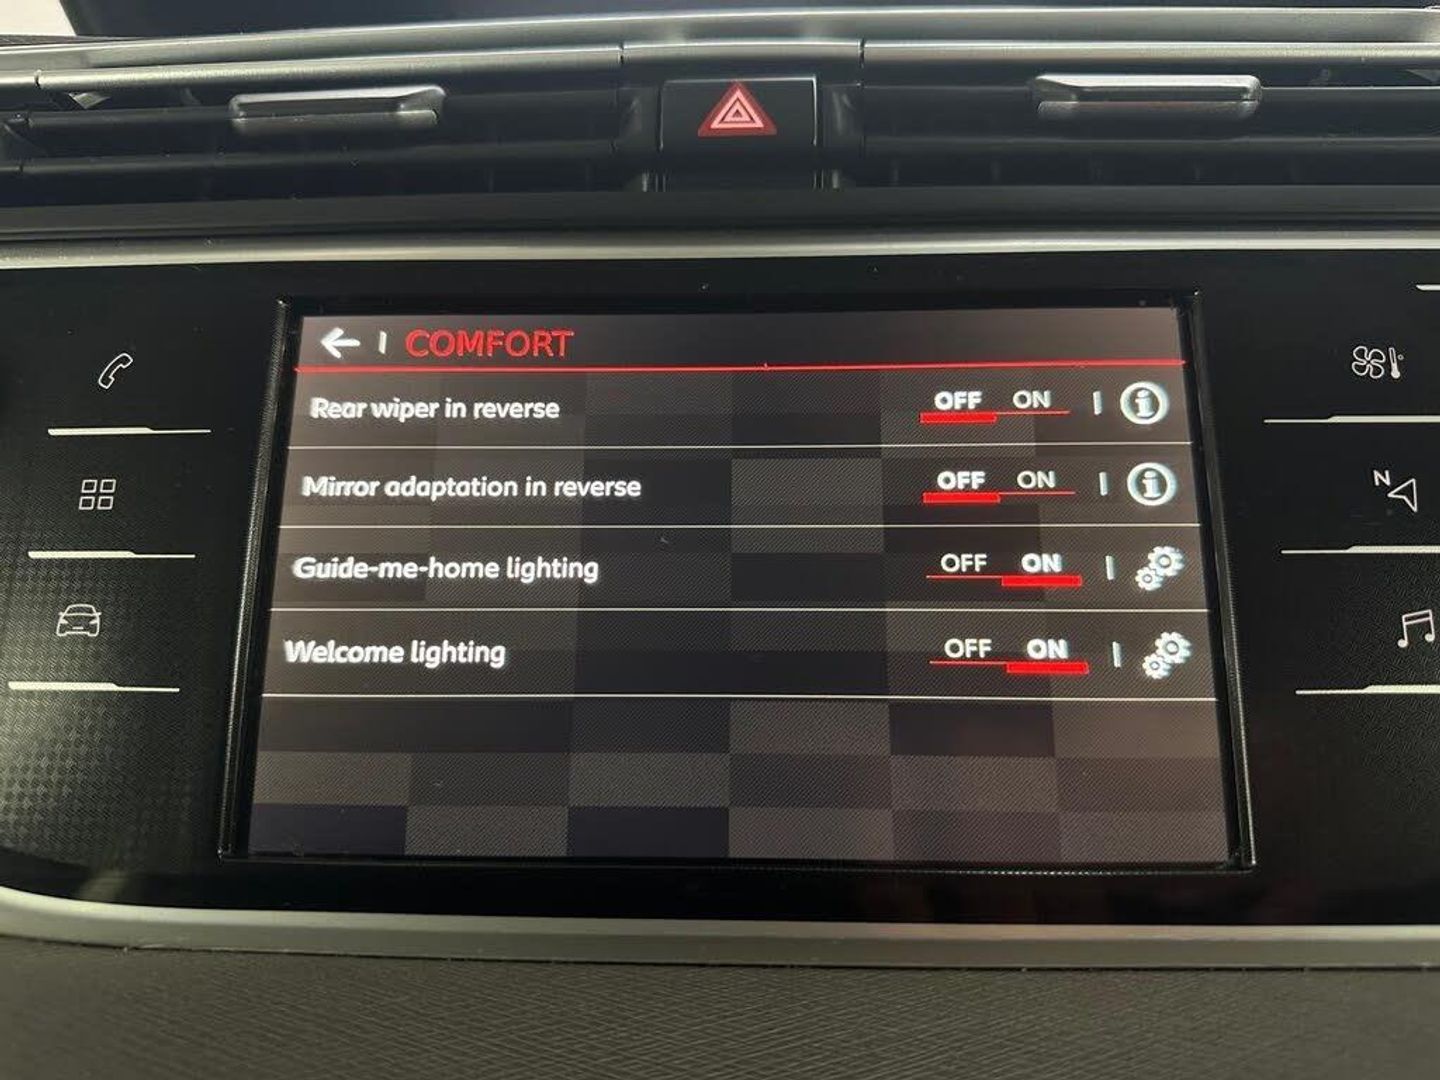 COMFORT
Rear wiper in reverse OFF ON
Mirror adaptation in reverse OFF ON
Guide-me-home lighting OFF ON
Welcome lighting OFF ON
N